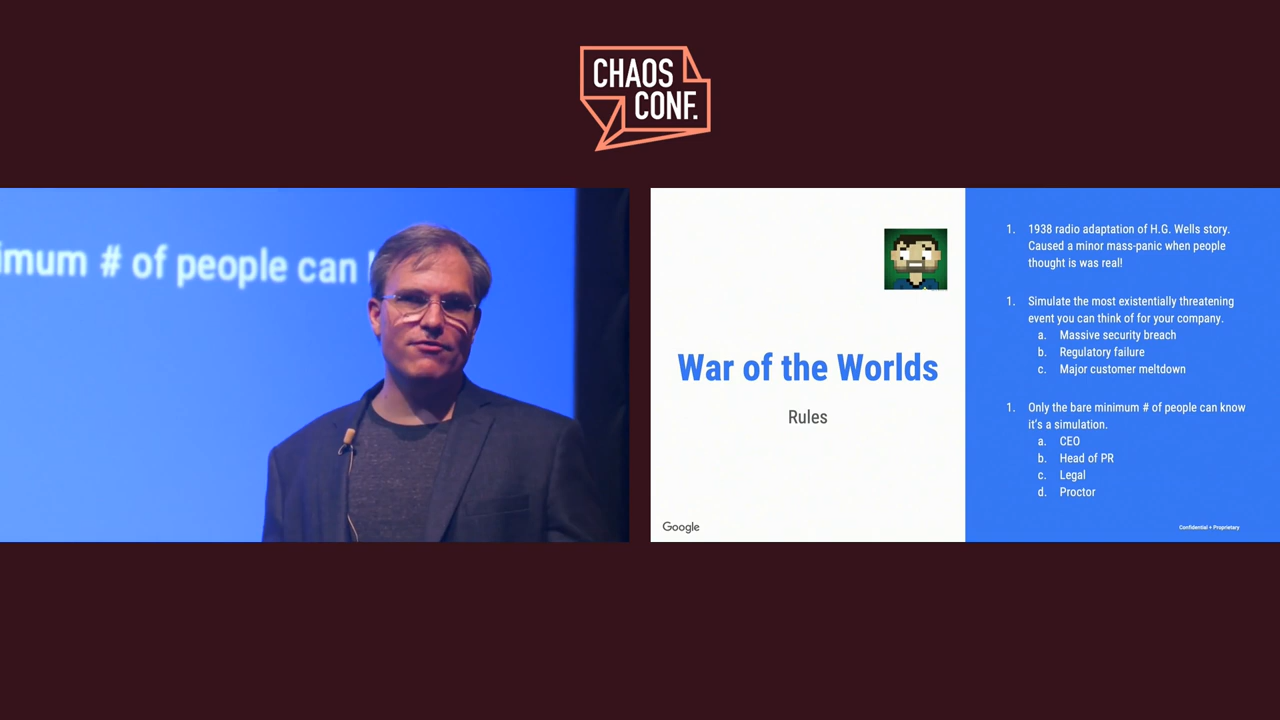 CHAOS
CONF.
imum # of people can
War of the Worlds
Rules
Google
1. 1938 radio adaptation of H.G. Wells story.
Caused a minor mass-panic when people
thought is was real!
1. Simulate the most existentially threatening
event you can think of for your company.
a. Massive security breach
b. Regulatory failure
c. Major customer meltdown
1. Only the bare minimum # of people can know
it's a simulation.
a. CEO
b. Head of PR
c. Legal
d. Proctor
Confidential + Proprietary